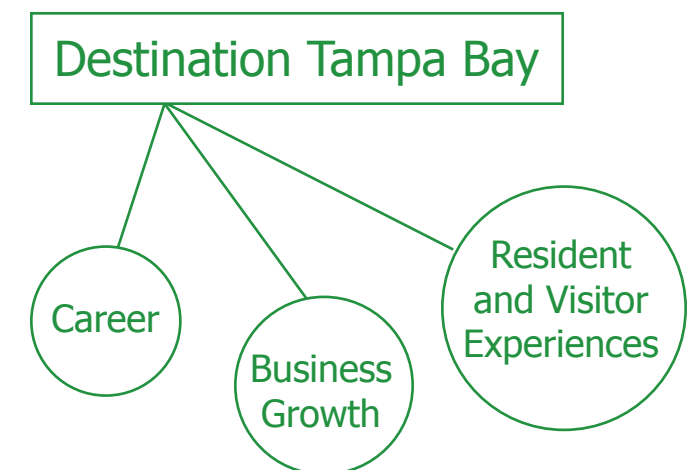 Destination Tampa Bay
Career
Business
Growth
Resident
and Visitor
Experiences